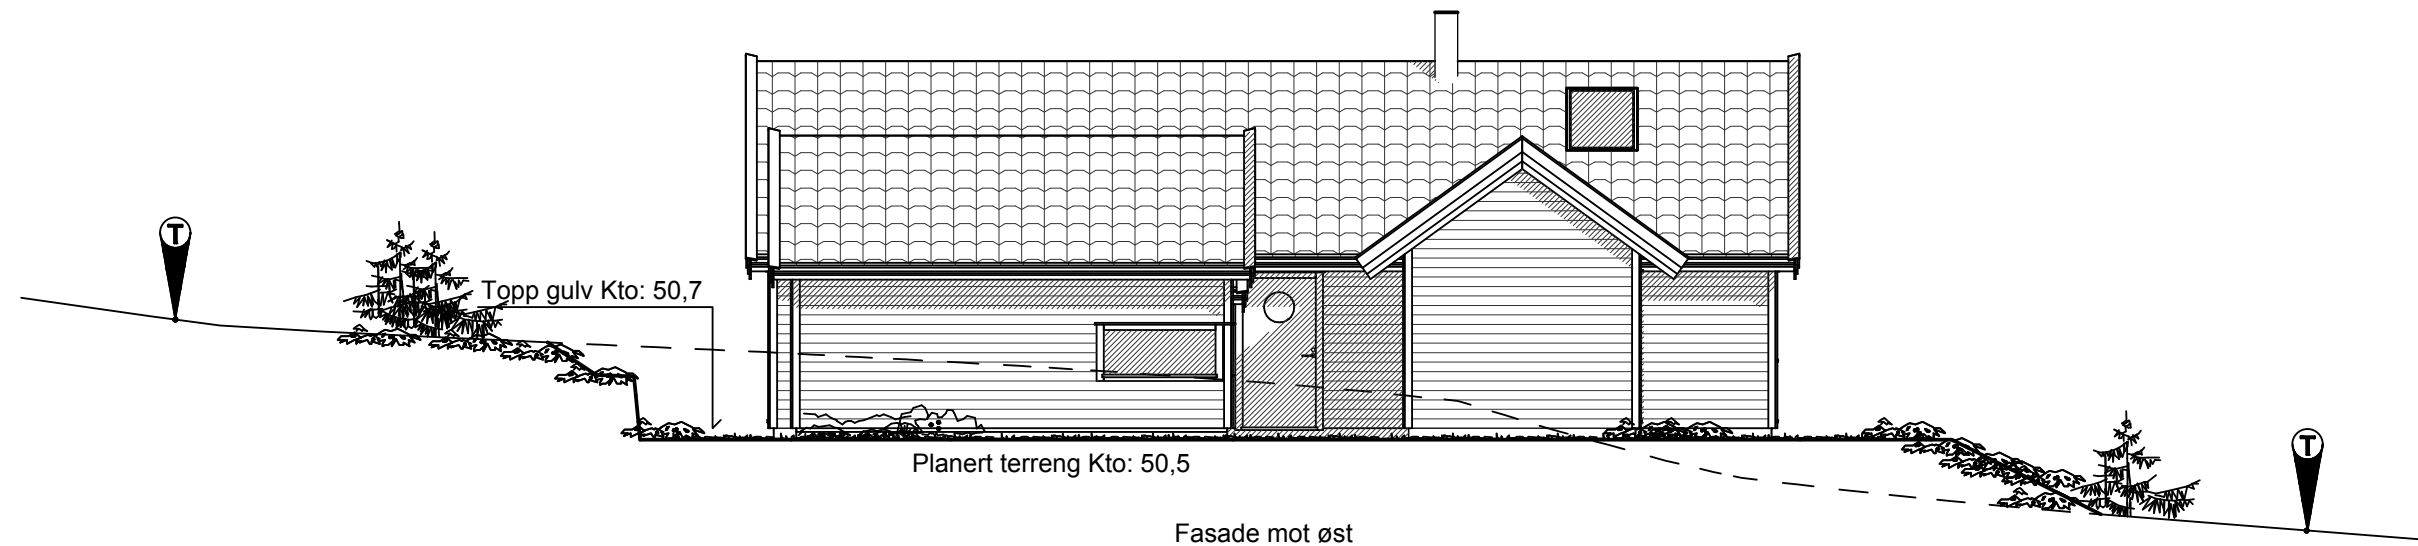 T
Topp gulv Kto: 50,7
Planert terreng Kto: 50,5
T
Fasade mot øst